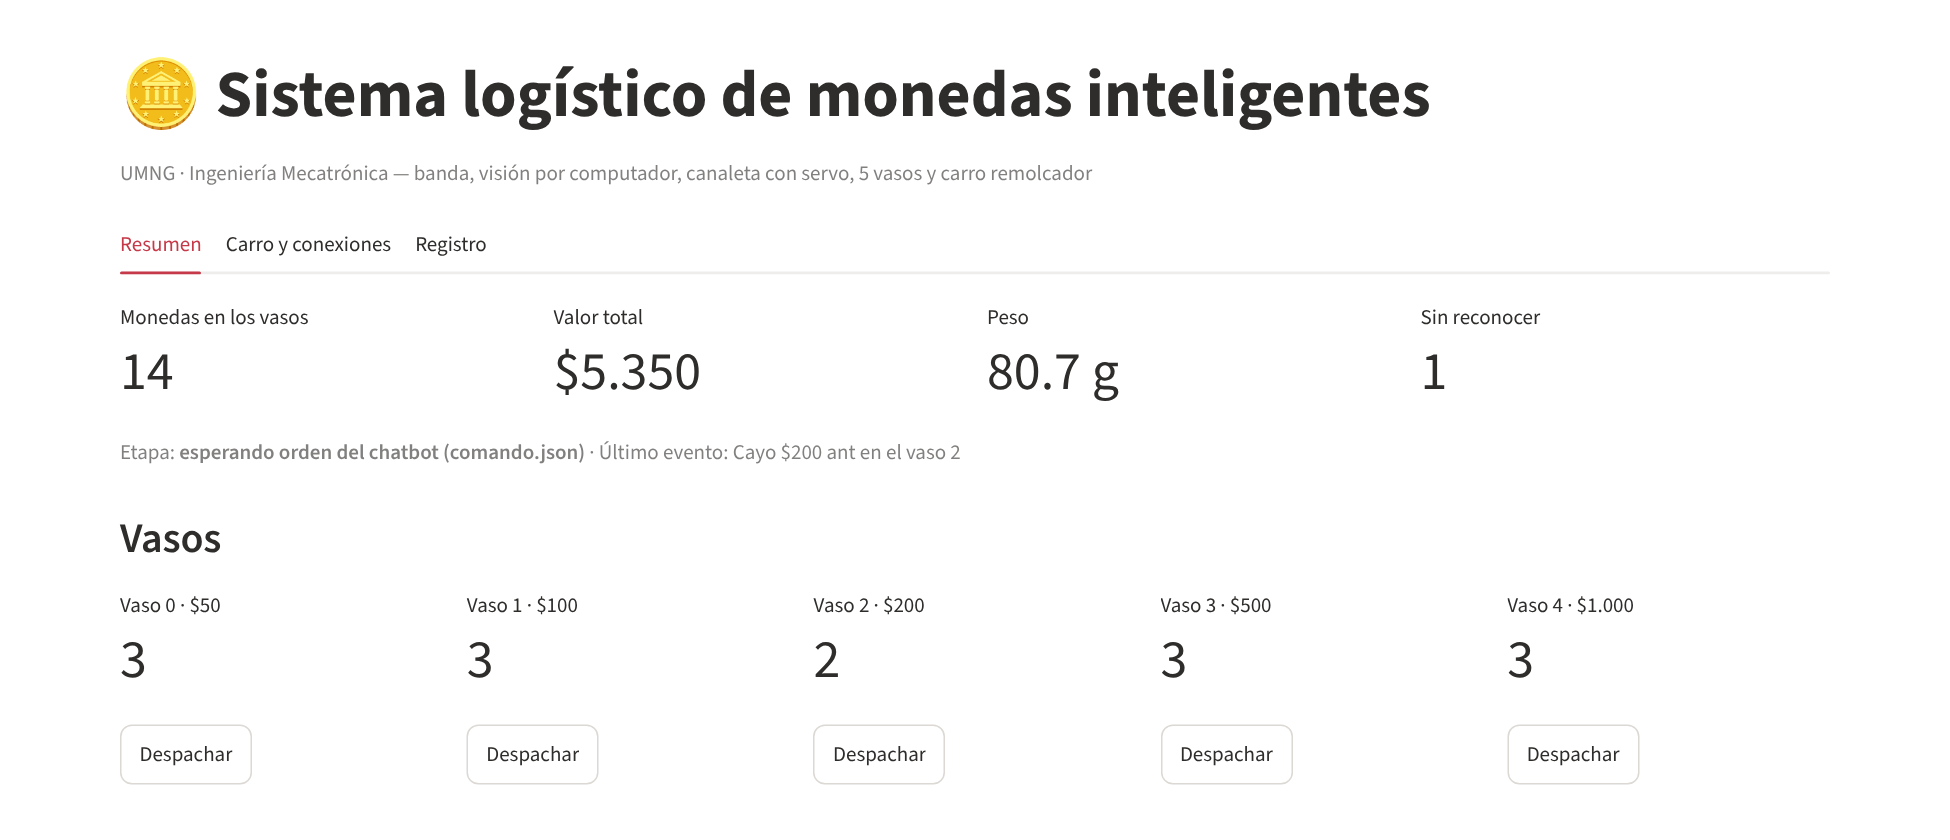 Sistema logístico de monedas inteligentes
UMNG · Ingeniería Mecatrónica — banda, visión por computador, canaleta con servo, 5 vasos y carro remolcador
Resumen Carro y conexiones Registro
Monedas en los vasos Valor total Peso Sin reconocer
14 $5.350 80.7 g 1
Etapa: esperando orden del chatbot (comando.json) · Último evento: Cayo $200 ant en el vaso 2
Vasos
Vaso 0 · $50 Vaso 1 · $100 Vaso 2 · $200 Vaso 3 · $500 Vaso 4 · $1.000
3 3 2 3 3
Despachar Despachar Despachar Despachar Despachar